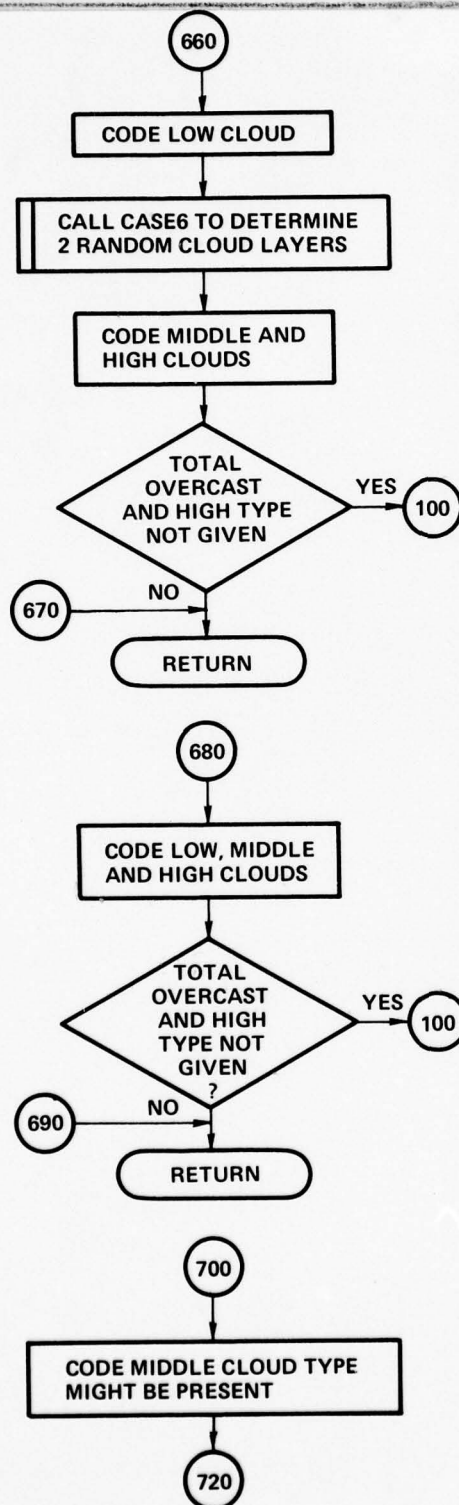 660
CODE LOW CLOUD
CALL CASE6 TO DETERMINE
2 RANDOM CLOUD LAYERS
CODE MIDDLE AND
HIGH CLOUDS
TOTAL
OVERCAST
AND HIGH TYPE
NOT GIVEN
YES
100
NO
670
RETURN
680
CODE LOW, MIDDLE
AND HIGH CLOUDS
TOTAL
OVERCAST
AND HIGH
TYPE NOT
GIVEN
?
YES
100
NO
690
RETURN
700
CODE MIDDLE CLOUD TYPE
MIGHT BE PRESENT
720